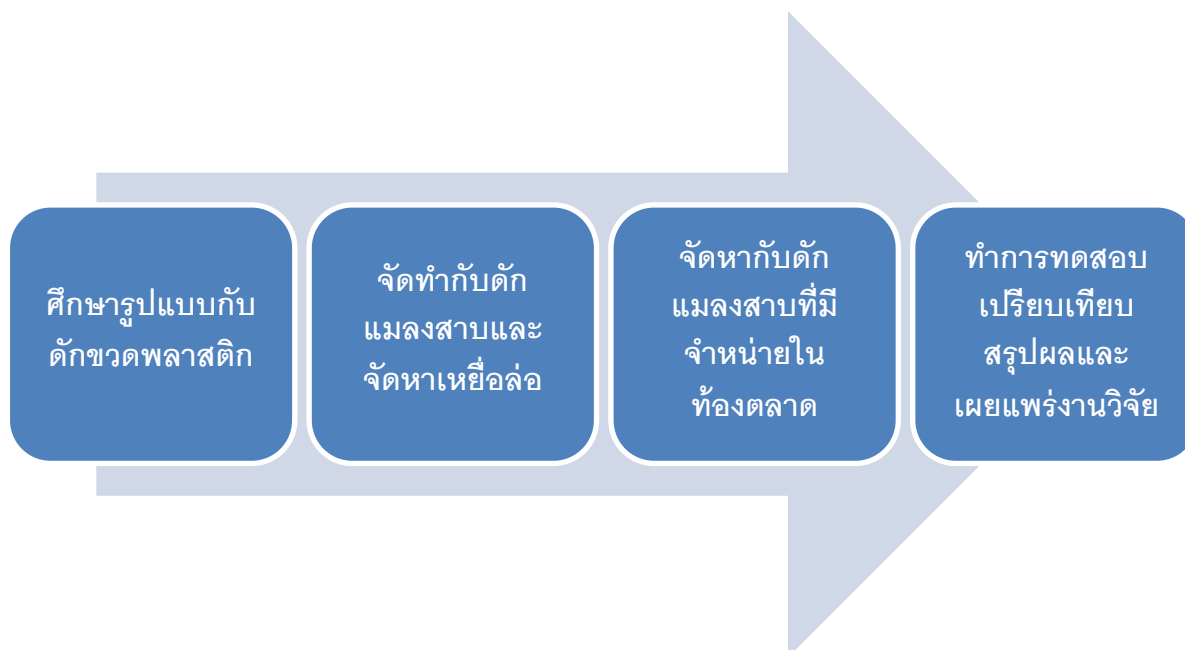 ศึกษารูปแบบกับ
ดักขวดพลาสติก
จัดทำกับดัก
แมลงสาบและ
จัดหาเหยื่อล่อ
จัดหากับดัก
แมลงสาบที่มี
จำหน่ายใน
ท้องตลาด
ทำการทดสอบ
เปรียบเทียบ
สรุปผลและ
เผยแพร่งานวิจัย